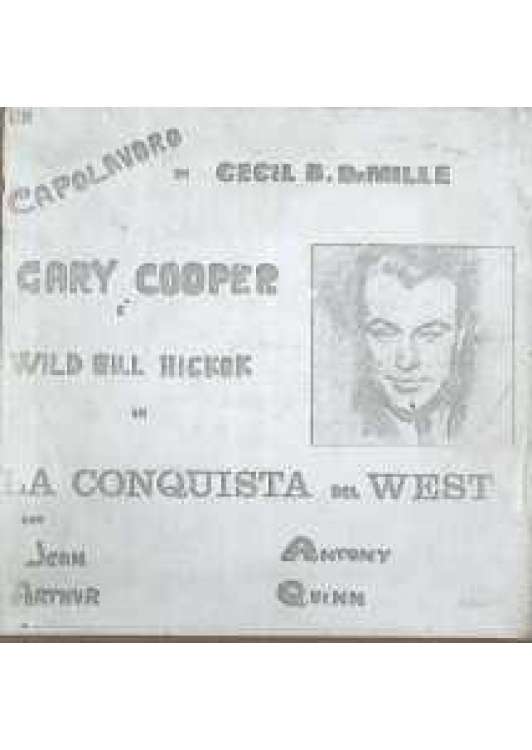 UN
CAPOLAVORO DI CECIL B. DeMILLE
GARY COOPER
È
WILD BILL HICKOK
IN
LA CONQUISTA DEL WEST
CON
JEAN ANTONY
ARTHUR QUINN